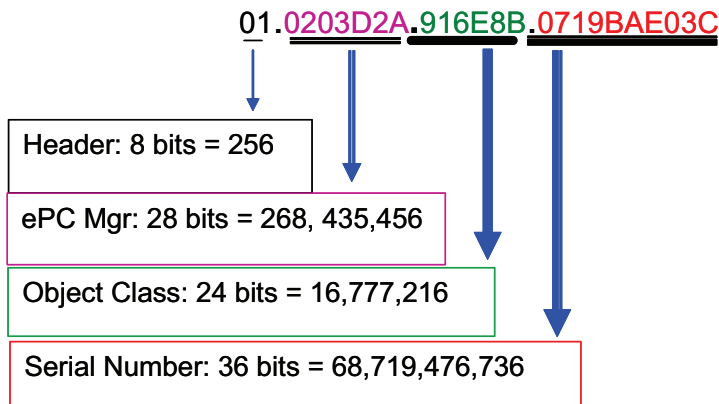 01.0203D2A.916E8B.0719BAE03C
Header: 8 bits = 256
ePC Mgr: 28 bits = 268, 435,456
Object Class: 24 bits = 16,777,216
Serial Number: 36 bits = 68,719,476,736